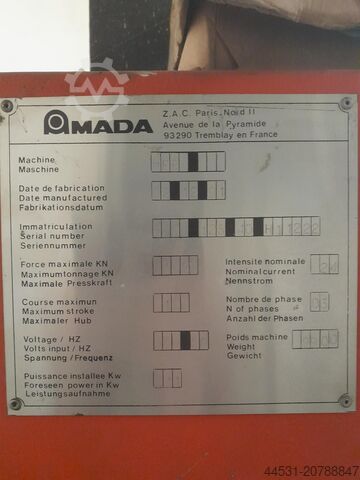 AMADA
Z.A.C. Paris Nord II
Avenue de la Pyramide
93290 Tremblay en France
Machine
Maschine
Date de fabrication
Date manufactured
Fabrikationsdatum
Immatriculation
Serial number
Seriennummer
Force maximale KN
Maximumtonnage KN
Maximale Presskraft
Course maximun
Maximum stroke
Maximaler Hub
Voltage / HZ
Volts input / HZ
Spannung / Frequenz
Puissance installee Kw
Foreseen power in Kw
Leistungsaufnahme
Intensite nominale
Nominal current
Nennstrom
Nombre de phase
N of phases
Anzahl der Phasen
03
Poids machine
Weight
Gewicht
44531-20788847